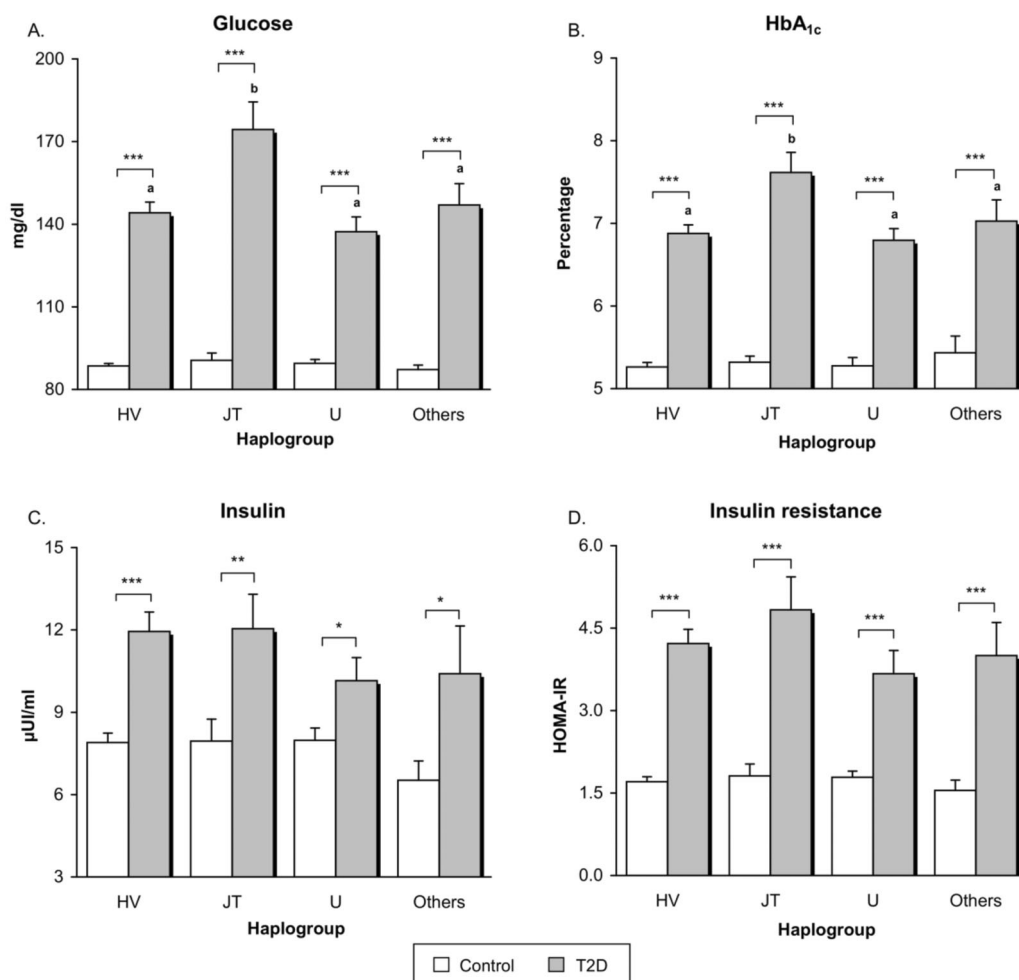 A.
Glucose
200
170
140
110
80
mg/dl
***
a
***
b
***
a
***
a
HV JT U Others
Haplogroup
B.
HbA1c
9
8
7
6
5
Percentage
***
a
***
b
***
a
***
a
HV JT U Others
Haplogroup
C.
Insulin
15
12
9
6
3
µUI/ml
***
**
*
*
HV JT U Others
Haplogroup
D.
Insulin resistance
6.0
4.5
3.0
1.5
0.0
HOMA-IR
***
***
***
***
HV JT U Others
Haplogroup
Control T2D